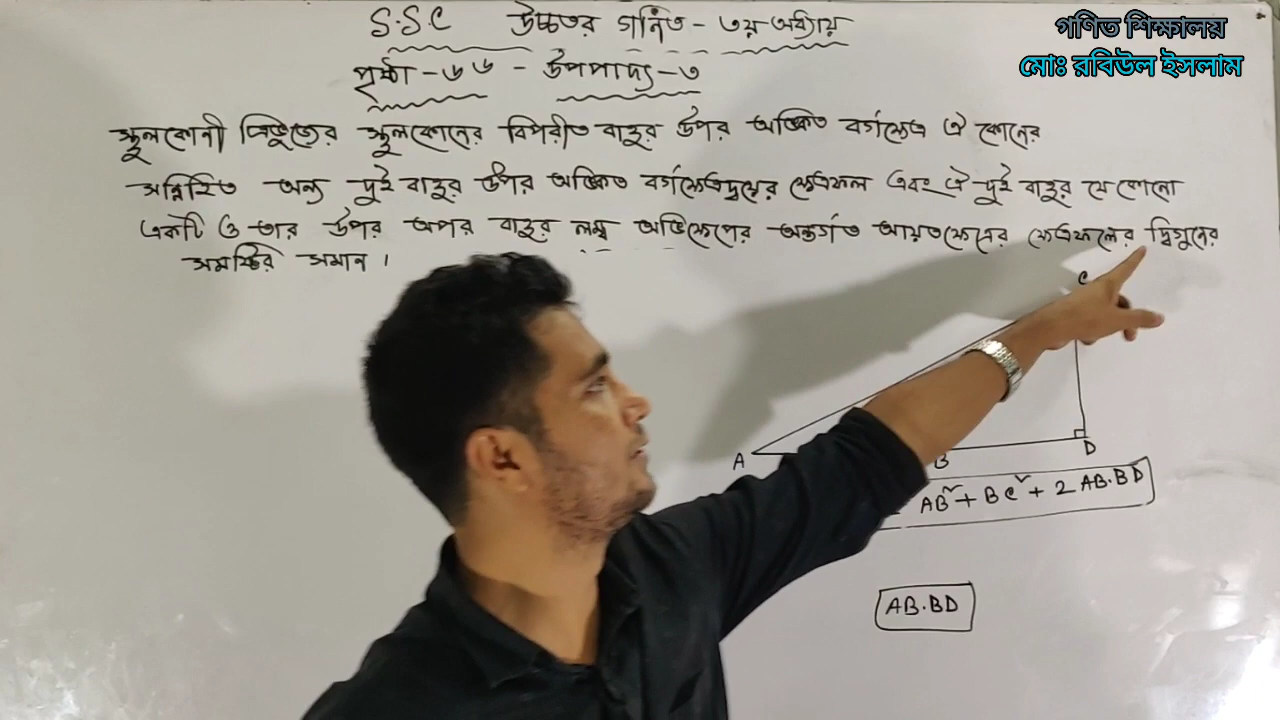 গণিত শিক্ষালয়
মোঃ রবিউল ইসলাম
S.S.C উচ্চতর গনিত - ৩য় অধ্যায়
পৃষ্ঠা - ৬৬ - উপপাদ্য - ৩
স্থুলকোনী ত্রিভুজের স্থুলকোনের বিপরীত বাহুর উপর অঙ্কিত বর্গক্ষেত্র ঐ কোনের
সন্নিহিত অন্য দুই বাহুর উপর অঙ্কিত বর্গক্ষেত্রদ্বয়ের ক্ষেত্রফল এবং ঐ দুই বাহুর যে কোনো
একটি ও তার উপর অপর বাহুর লম্ব অভিক্ষেপের অন্তর্গত আয়তক্ষেত্রের ক্ষেত্রফলের দ্বিগুনের
সমষ্টির সমান ।
C
A B D
AB² + BC² + 2 AB.BD
AB.BD